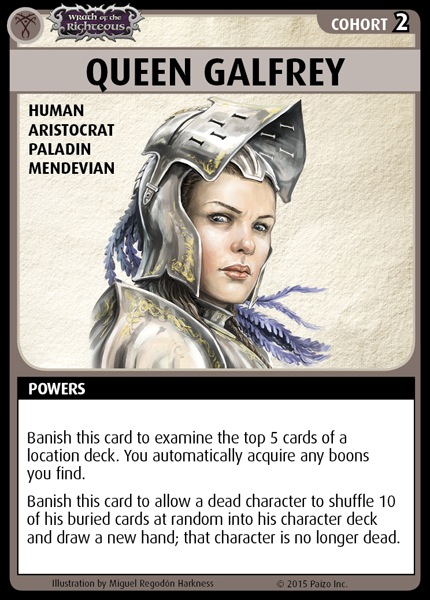 Wrath of the
Righteous
COHORT 2
QUEEN GALFREY
HUMAN
ARISTOCRAT
PALADIN
MENDEVIAN
POWERS
Banish this card to examine the top 5 cards of a
location deck. You automatically acquire any boons
you find.
Banish this card to allow a dead character to shuffle 10
of his buried cards at random into his character deck
and draw a new hand; that character is no longer dead.
Illustration by Miguel Regodón Harkness
© 2015 Paizo Inc.